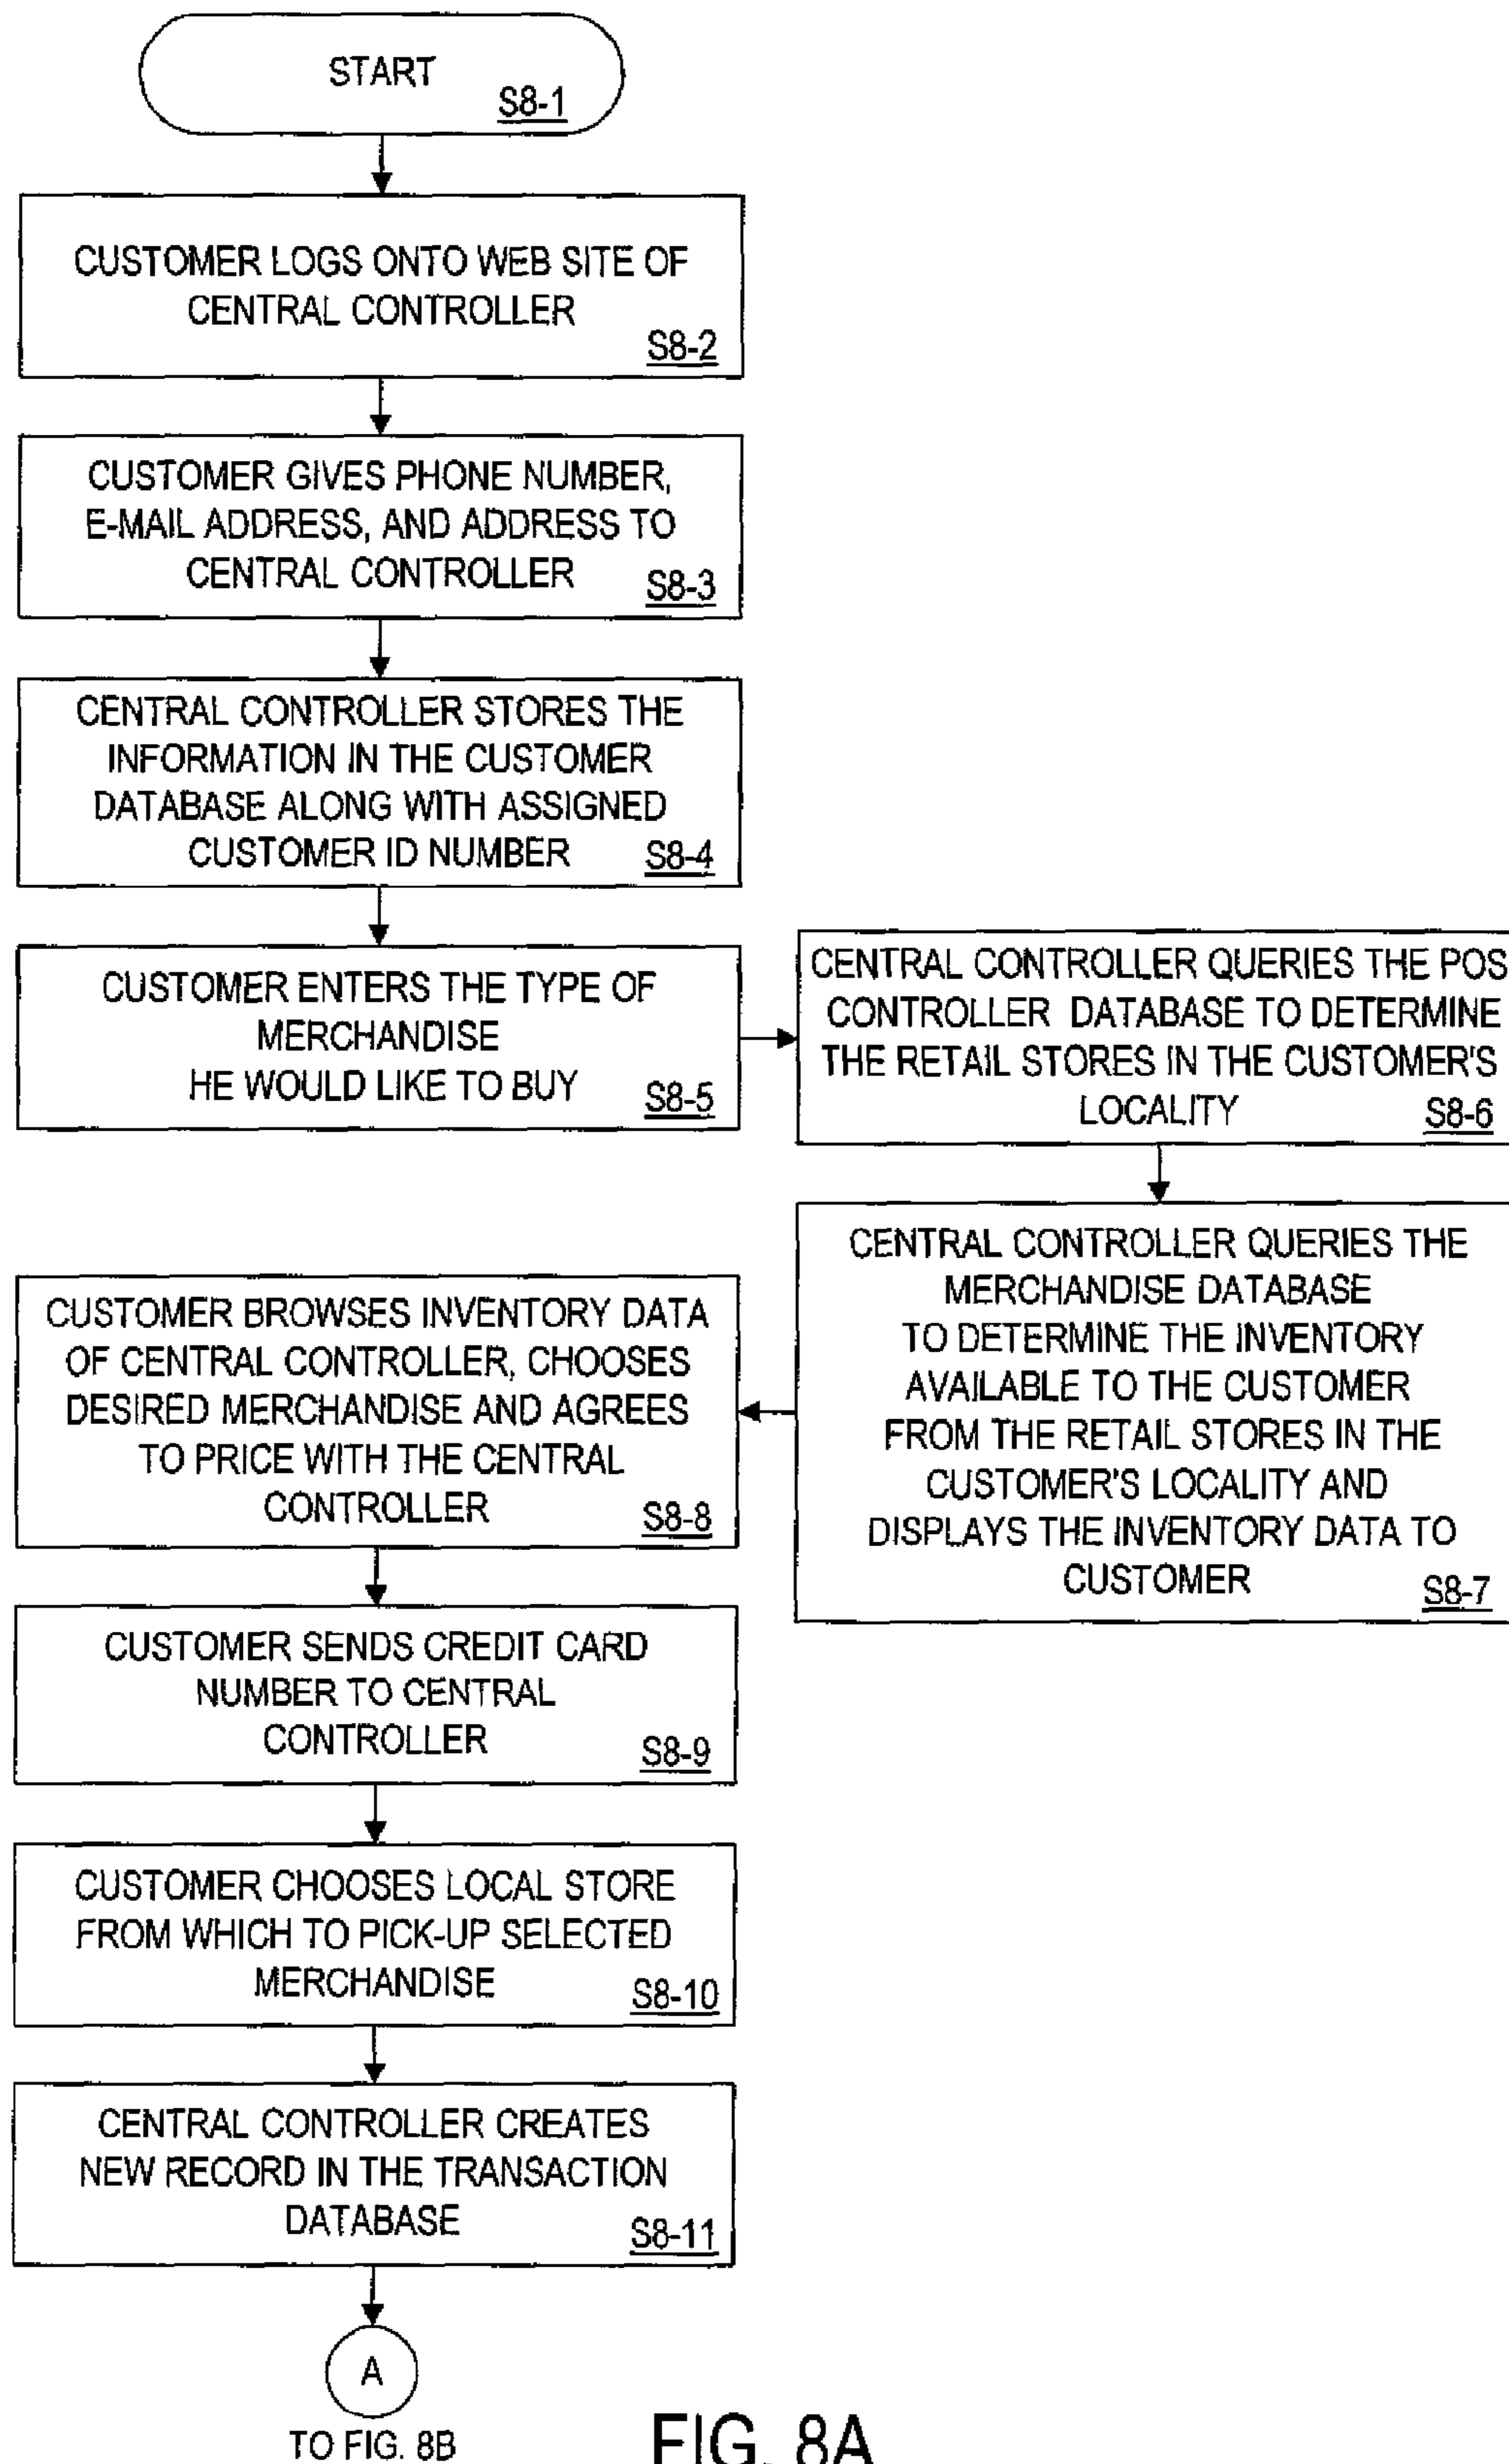 START
S8-1
CUSTOMER LOGS ONTO WEB SITE OF
CENTRAL CONTROLLER
S8-2
CUSTOMER GIVES PHONE NUMBER,
E-MAIL ADDRESS, AND ADDRESS TO
CENTRAL CONTROLLER
S8-3
CENTRAL CONTROLLER STORES THE
INFORMATION IN THE CUSTOMER
DATABASE ALONG WITH ASSIGNED
CUSTOMER ID NUMBER
S8-4
CUSTOMER ENTERS THE TYPE OF
MERCHANDISE
HE WOULD LIKE TO BUY
S8-5
CENTRAL CONTROLLER QUERIES THE POS
CONTROLLER DATABASE TO DETERMINE
THE RETAIL STORES IN THE CUSTOMER'S
LOCALITY
S8-6
CENTRAL CONTROLLER QUERIES THE
MERCHANDISE DATABASE
TO DETERMINE THE INVENTORY
AVAILABLE TO THE CUSTOMER
FROM THE RETAIL STORES IN THE
CUSTOMER'S LOCALITY AND
DISPLAYS THE INVENTORY DATA TO
CUSTOMER
S8-7
CUSTOMER BROWSES INVENTORY DATA
OF CENTRAL CONTROLLER, CHOOSES
DESIRED MERCHANDISE AND AGREES
TO PRICE WITH THE CENTRAL
CONTROLLER
S8-8
CUSTOMER SENDS CREDIT CARD
NUMBER TO CENTRAL
CONTROLLER
S8-9
CUSTOMER CHOOSES LOCAL STORE
FROM WHICH TO PICK-UP SELECTED
MERCHANDISE
S8-10
CENTRAL CONTROLLER CREATES
NEW RECORD IN THE TRANSACTION
DATABASE
S8-11
A
TO FIG. 8B
FIG. 8A